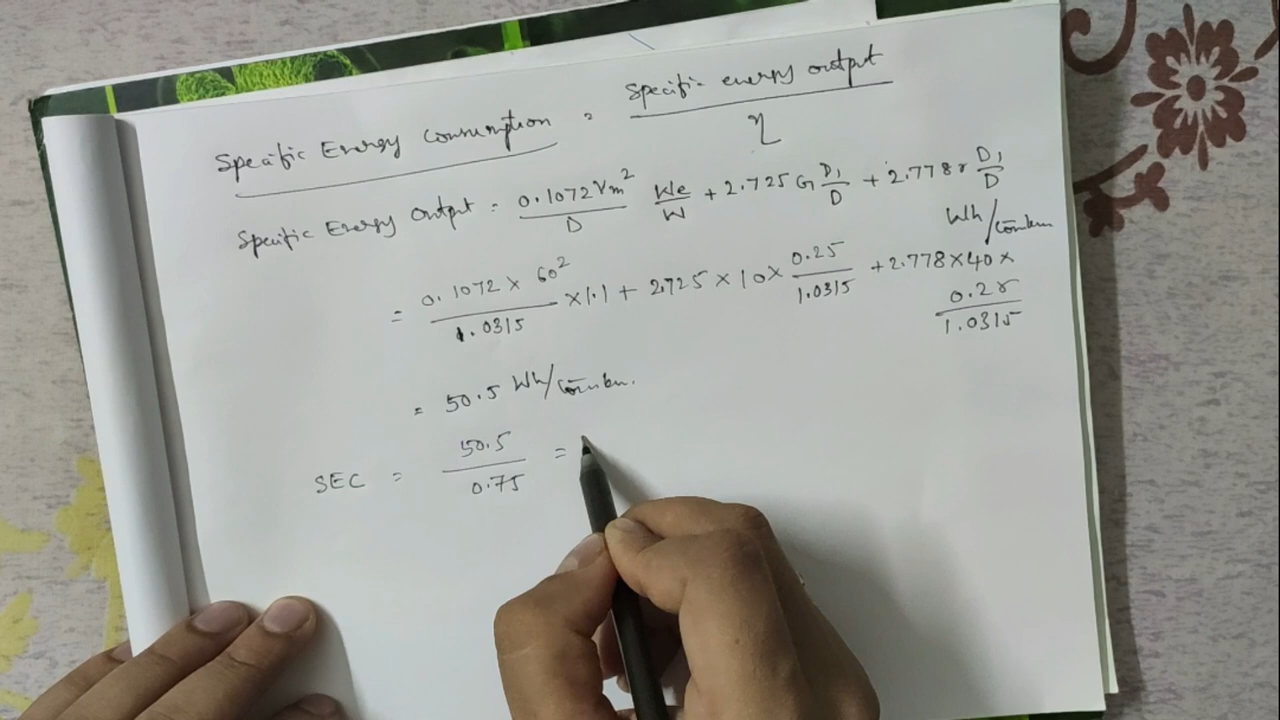 Specific Energy Consumption = Specific energy output / η
Specific Energy Output = 0.1072 Vm² / D We/W + 2.725 G D₁/D + 2.778 r D₁/D
Wh/tonkm
= 0.1072 × 60² / 1.0315 × 1.1 + 2.725 × 10 × 0.25 / 1.0315 + 2.778 × 40 × 0.25 / 1.0315
= 50.5 Wh/tonkm.
SEC = 50.5 / 0.75 =